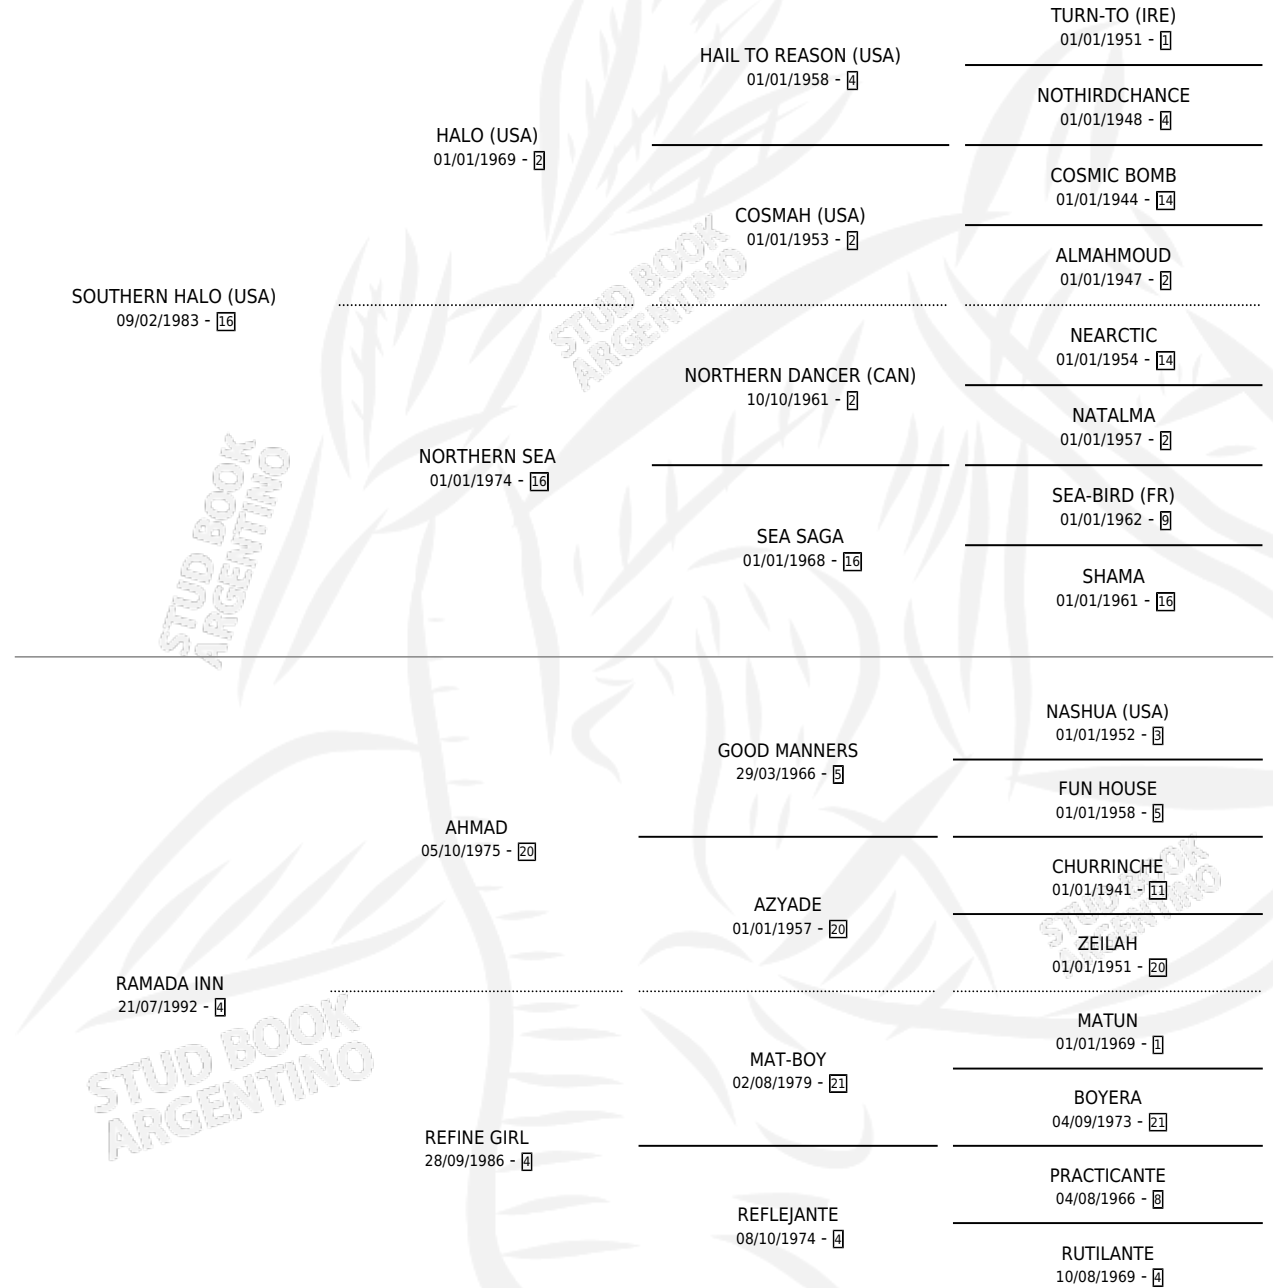 TURN-TO (IRE)
01/01/1951 - 1
HAIL TO REASON (USA)
01/01/1958 - 4
NOTHIRDCHANCE
01/01/1948 - 4
HALO (USA)
01/01/1969 - 2
COSMIC BOMB
01/01/1944 - 14
COSMAH (USA)
01/01/1953 - 2
ALMAHMOUD
01/01/1947 - 2
SOUTHERN HALO (USA)
09/02/1983 - 16
STUD BOOK
ARGENTINO
NEARCTIC
01/01/1954 - 14
NORTHERN DANCER (CAN)
10/10/1961 - 2
NATALMA
01/01/1957 - 2
NORTHERN SEA
01/01/1974 - 16
SEA-BIRD (FR)
01/01/1962 - 9
SEA SAGA
01/01/1968 - 16
SHAMA
01/01/1961 - 16
STUD BOOK
ARGENTINO
NASHUA (USA)
01/01/1952 - 3
GOOD MANNERS
29/03/1966 - 5
FUN HOUSE
01/01/1958 - 5
AHMAD
05/10/1975 - 20
CHURRINCHE
01/01/1941 - 11
AZYADE
01/01/1957 - 20
STUD BOOK
ARGENTINO
ZEILAH
01/01/1951 - 20
RAMADA INN
21/07/1992 - 4
MATUN
01/01/1969 - 1
MAT-BOY
02/08/1979 - 21
STUD BOOK
ARGENTINO
BOYERA
04/09/1973 - 21
REFINE GIRL
28/09/1986 - 4
PRACTICANTE
04/08/1966 - 8
REFLEJANTE
08/10/1974 - 4
RUTILANTE
10/08/1969 - 4